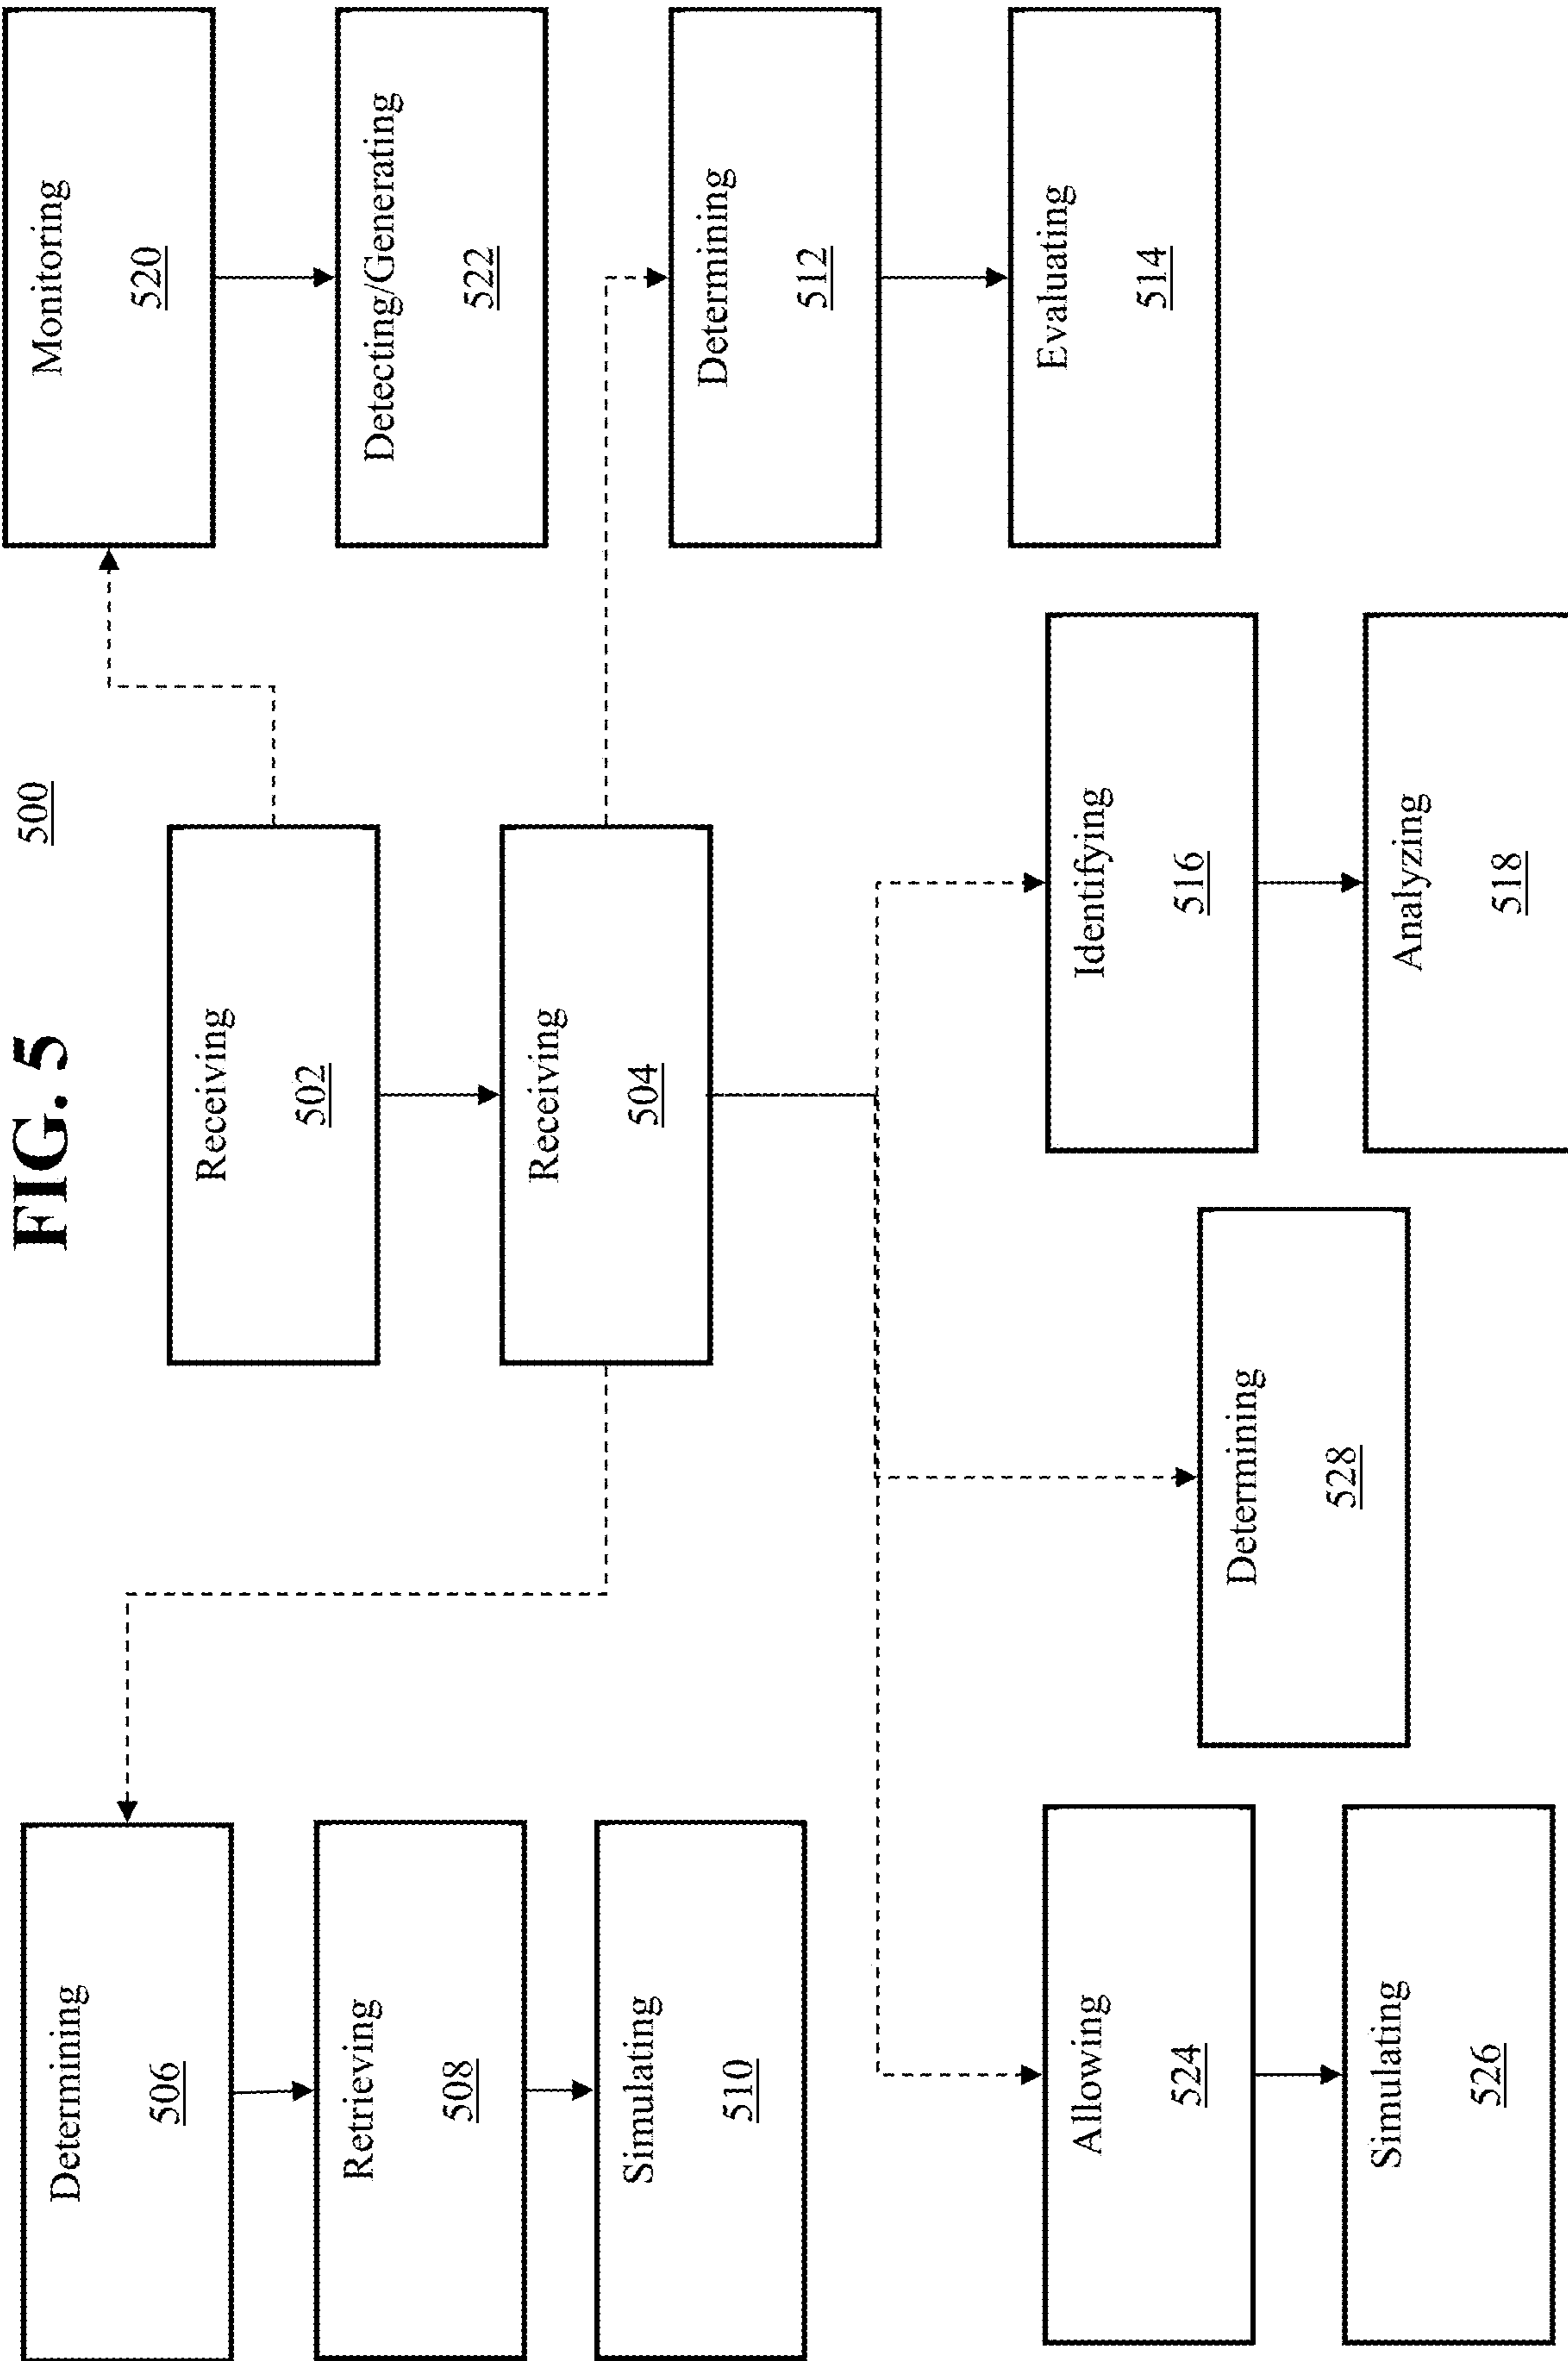 FIG. 5
500
Receiving
502
Receiving
504
Determining
506
Retrieving
508
Simulating
510
Monitoring
520
Detecting/Generating
522
Determining
512
Evaluating
514
Allowing
524
Simulating
526
Determining
528
Identifying
516
Analyzing
518